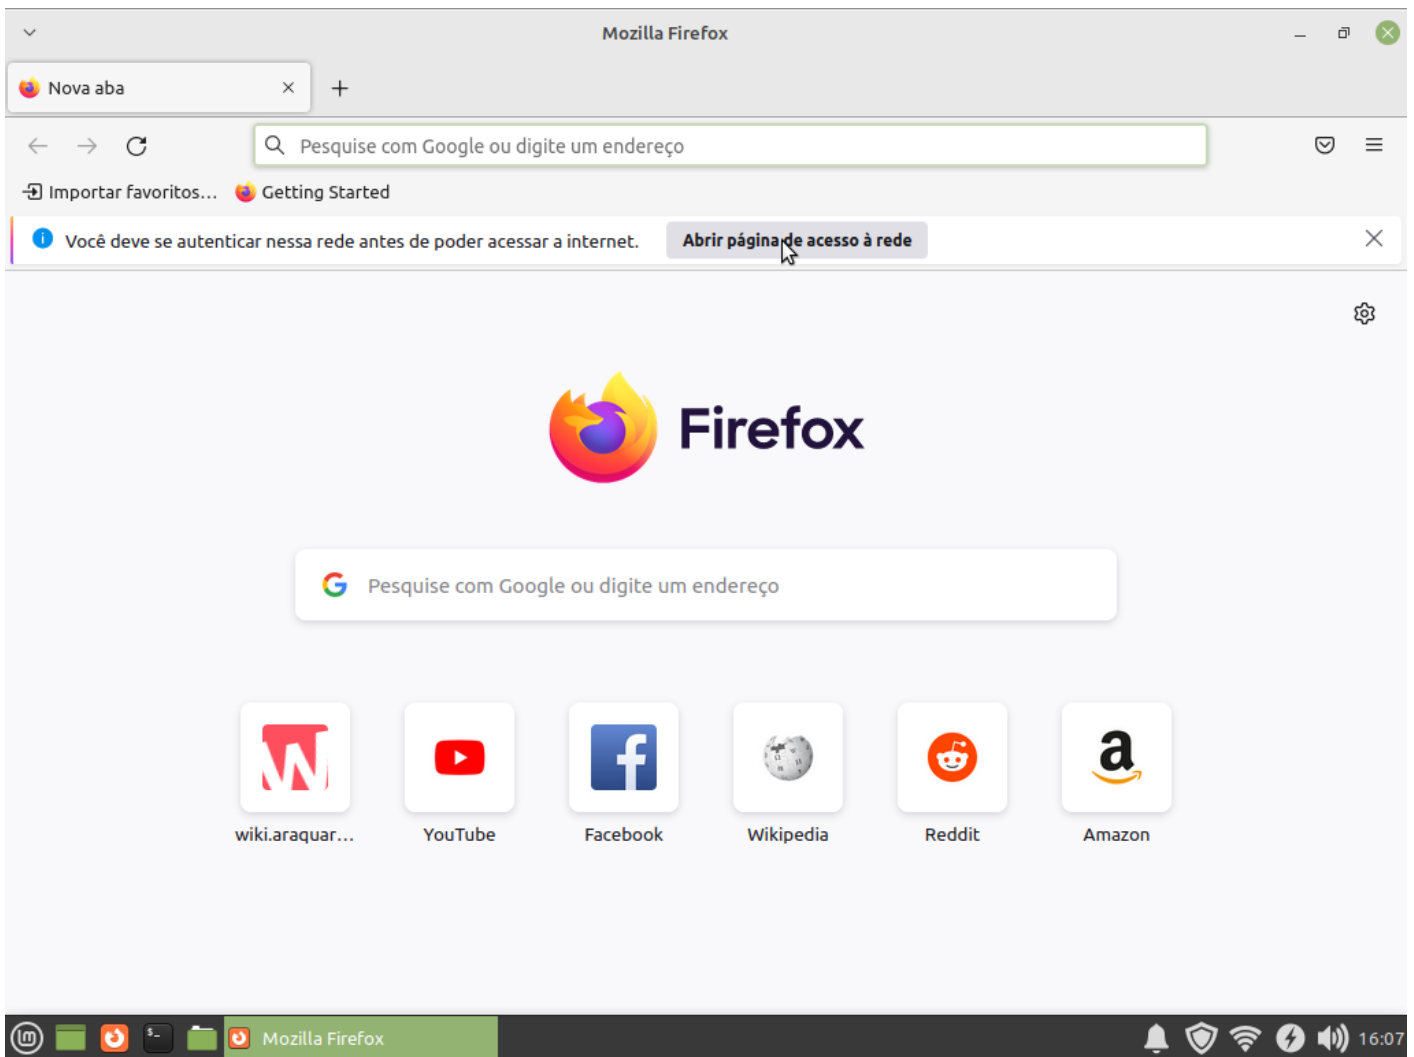 Mozilla Firefox
Nova aba
Pesquise com Google ou digite um endereço
Importar favoritos... Getting Started
Você deve se autenticar nessa rede antes de poder acessar a internet. Abrir página de acesso à rede
Firefox
Pesquise com Google ou digite um endereço
wiki.araquar... YouTube Facebook Wikipedia Reddit Amazon
Mozilla Firefox 16:07